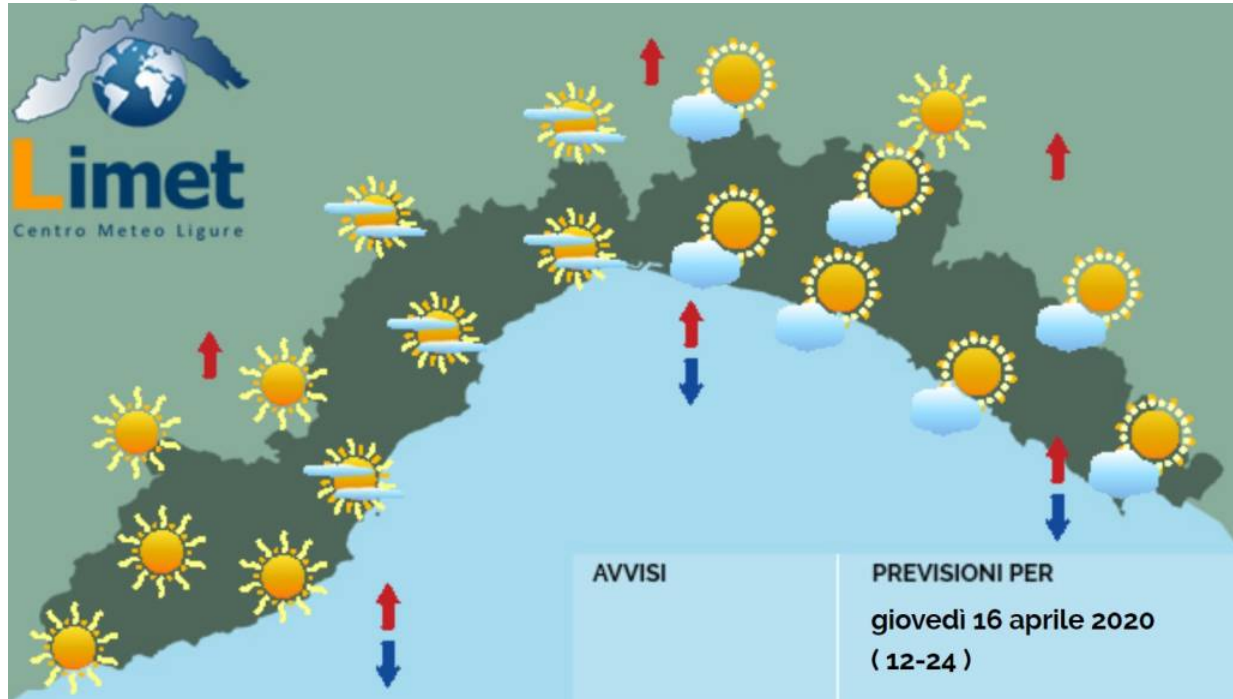 Limet
Centro Meteo Ligure
AVVISI
PREVISIONI PER
giovedì 16 aprile 2020
( 12-24 )